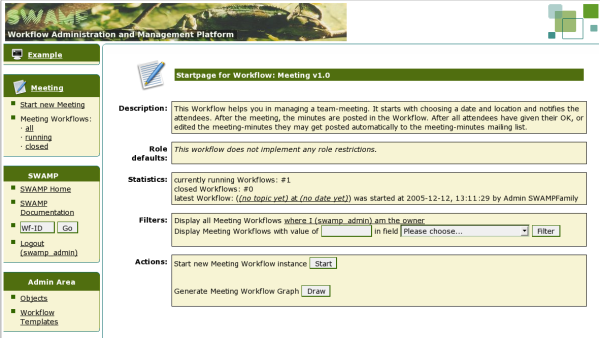 SWAMP
Workflow Administration and Management Platform
Example
Meeting
Start new Meeting
Meeting Workflows:
· all
· running
· closed
SWAMP
SWAMP Home
SWAMP
Documentation
Wf-ID Go
Logout
(swamp_admin)
Admin Area
Objects
Workflow
Templates
Startpage for Workflow: Meeting v1.0
Description: This Workflow helps you in managing a team-meeting. It starts with choosing a date and location and notifies the
attendees. After the meeting, the minutes are posted in the Workflow. After all attendees have given their OK, or
edited the meeting-minutes they may get posted automatically to the meeting-minutes mailing list.
Role
defaults: This workflow does not implement any role restrictions.
Statistics: currently running Workflows: #1
closed Workflows: #0
latest Workflow: ((no topic yet) at (no date yet)) was started at 2005-12-12, 13:11:29 by Admin SWAMPFamily
Filters: Display all Meeting Workflows where I (swamp_admin) am the owner
Display Meeting Workflows with value of in field Please choose... Filter
Actions: Start new Meeting Workflow instance Start
Generate Meeting Workflow Graph Draw